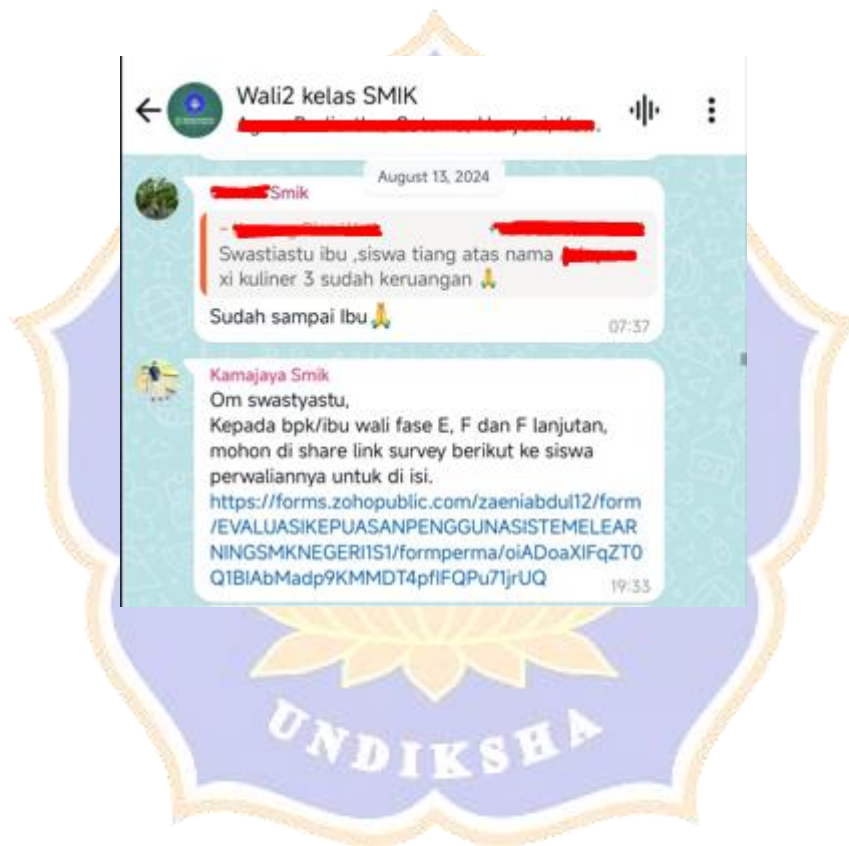 Wali2 kelas SMIK
August 13, 2024
Smik
Swastiastu ibu ,siswa tiang atas nama
xi kuliner 3 sudah keruangan 🙏
Sudah sampai Ibu🙏
07:37
Kamajaya Smik
Om swastyastu,
Kepada bpk/ibu wali fase E, F dan F lanjutan,
mohon di share link survey berikut ke siswa
perwaliannya untuk di isi.
https://forms.zohopublic.com/zaeniabdul12/form
/EVALUASIKEPUASANPENGGUNASISTEMELEAR
NINGSMKNEGERI1S1/formperma/oiADoaXlFqZT0
Q1BIAbMadp9KMMDT4pflFQPu71jrUQ
19:33
UNDIKSHA